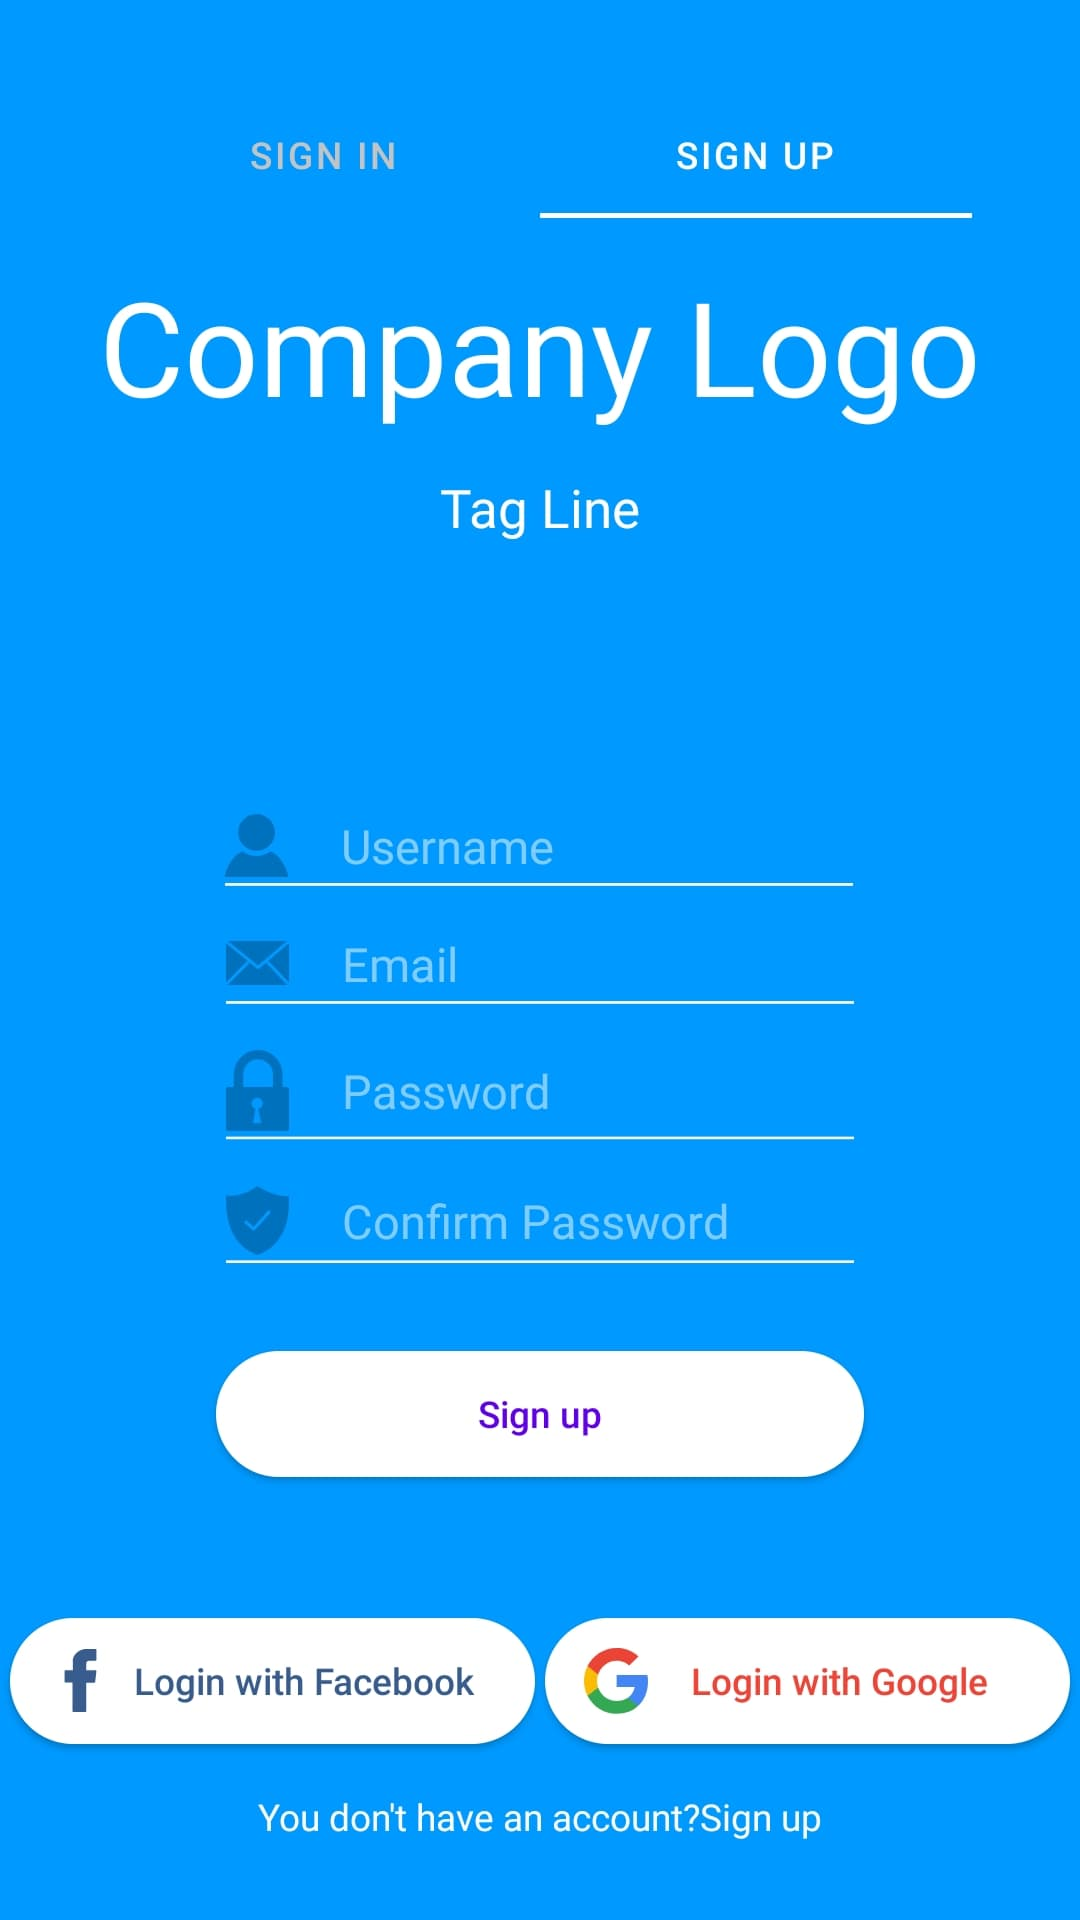 SIGN IN SIGN UP
Company Logo
Tag Line
Username
Email
Password
Confirm Password
Sign up
Login with Facebook Login with Google
You don't have an account?Sign up